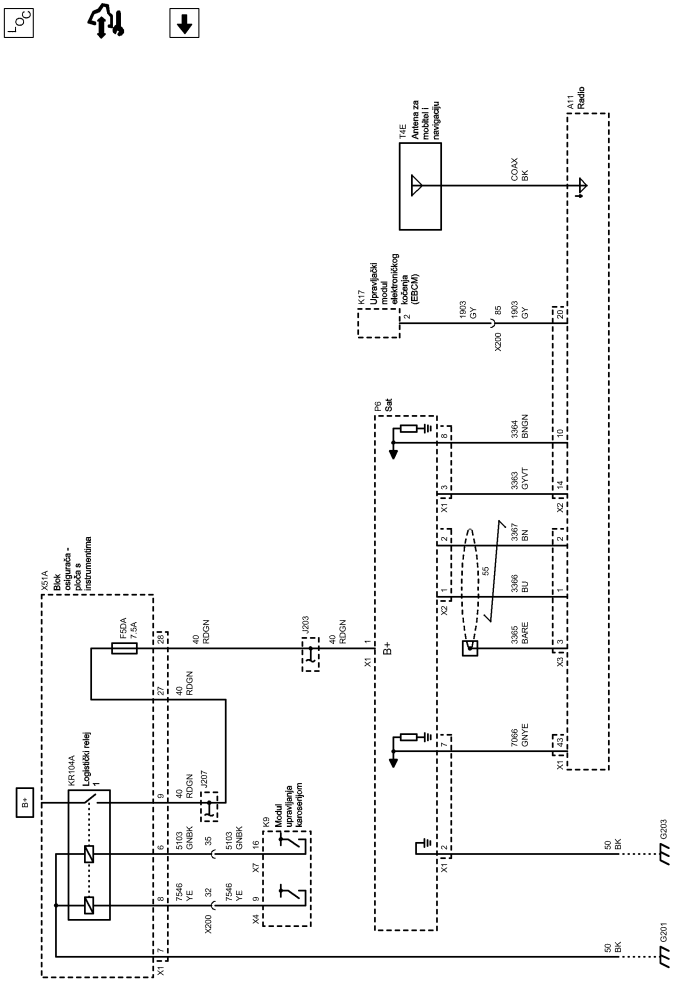 LOC
T4E
Antena za
mobitel i
navigaciju
A11
Radio
COAX
BK
K17
Upravljački
modul
elektroničkog
kočenja
(EBCM)
2
1903
GY
85
X200
1903
GY
20
P6
Sat
8
3364
BNGN
10
X1
3
3363
GYVT
X2
14
2
3367
BN
2
X2
1
55
3366
BU
1
3365
BARE
X3
3
7
7066
GNYE
X1
43
X1
2
50
BK
G203
X51A
Blok
osigurača -
ploča s
instrumentima
F5DA
7.5A
28
40
RDGN
J203
40
RDGN
X1
1
B+
27
40
RDGN
KR104A
Logistički relej
1
B+
9
40
RDGN
J207
6
5103
GNBK
35
5103
GNBK
X7
16
K9
Modul
upravljanja
karoserijom
8
7546
YE
32
X200
7546
YE
X4
9
X1
7
50
BK
G201